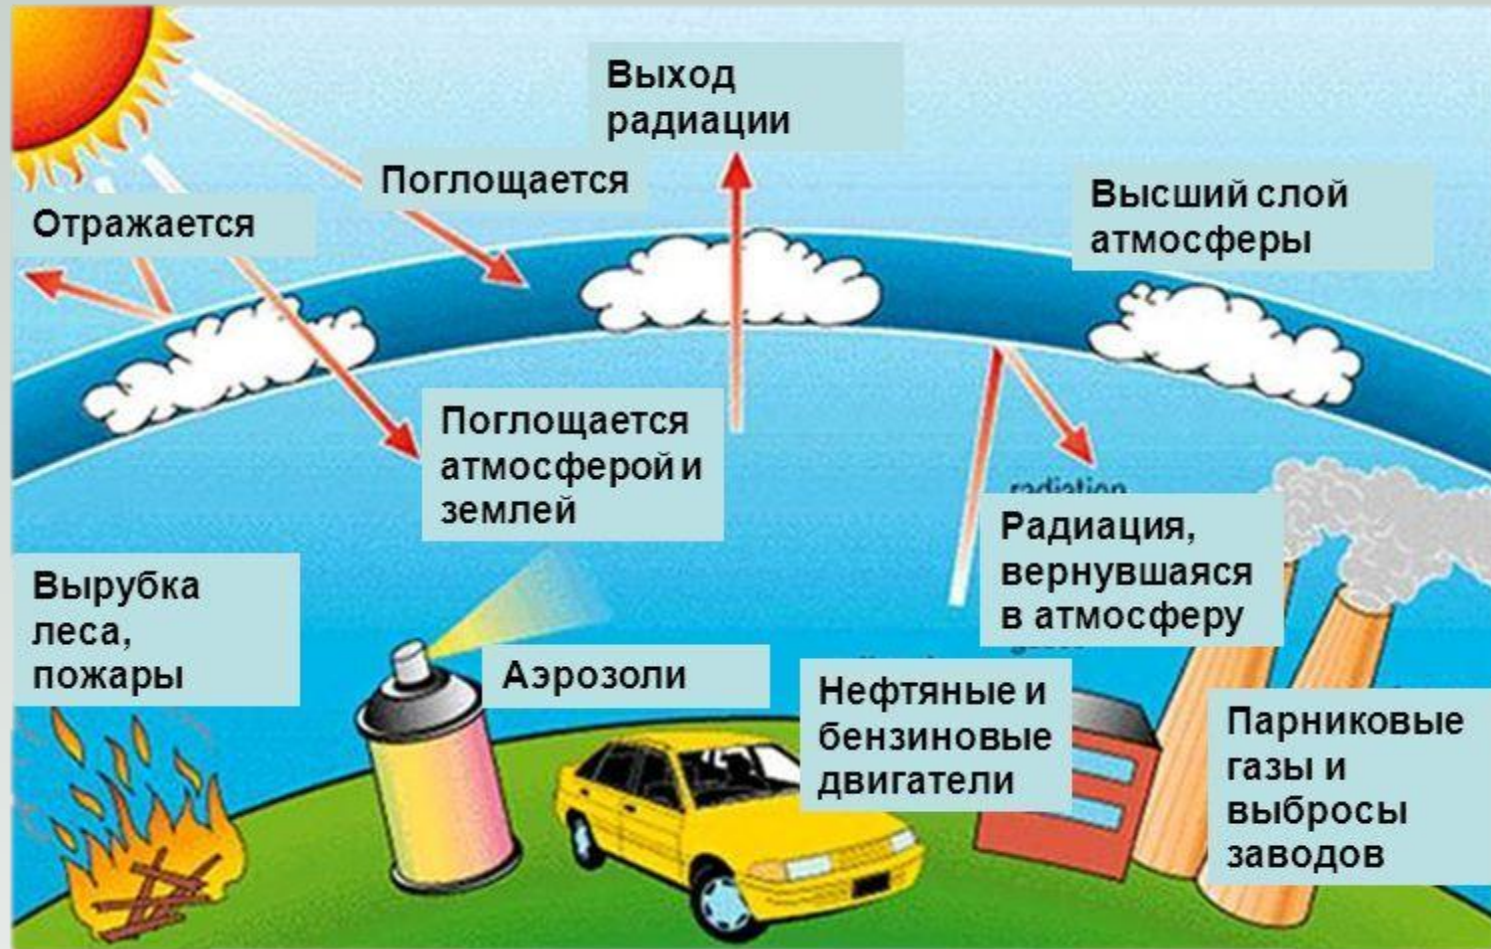 Выход
радиации
Поглощается
Отражается
Высший слой
атмосферы
Поглощается
атмосферой и
землей
radiation
Радиация,
вернувшаяся
в атмосферу
Вырубка
леса,
пожары
Аэрозоли
Нефтяные и
бензиновые
двигатели
Парниковые
газы и
выбросы
заводов